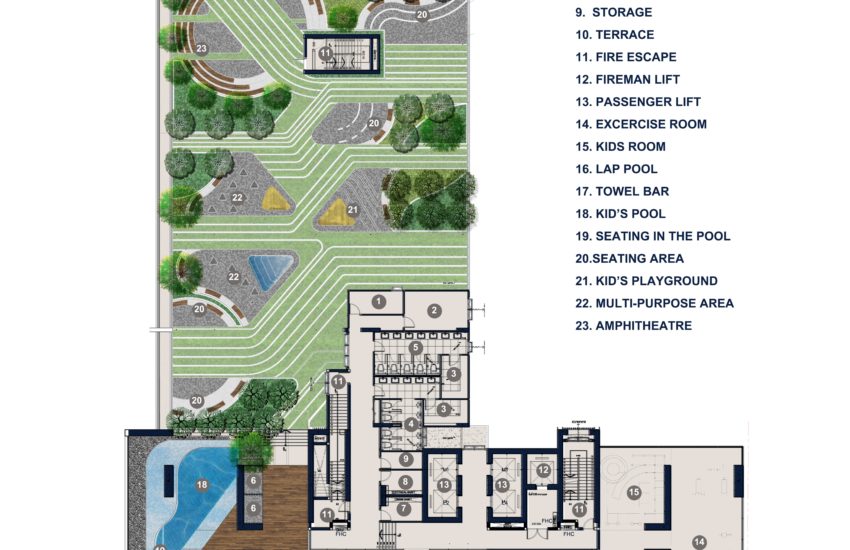 9. STORAGE
10. TERRACE
11. FIRE ESCAPE
12. FIREMAN LIFT
13. PASSENGER LIFT
14. EXCERCISE ROOM
15. KIDS ROOM
16. LAP POOL
17. TOWEL BAR
18. KID'S POOL
19. SEATING IN THE POOL
20.SEATING AREA
21. KID'S PLAYGROUND
22. MULTI-PURPOSE AREA
23. AMPHITHEATRE
20
23
11
20
22
21
22
20
1
2
5
11
3
20
3
4
9
18
6
8
13
13
12
15
6
7
11
11
FHC
FHC
FHC
14
19